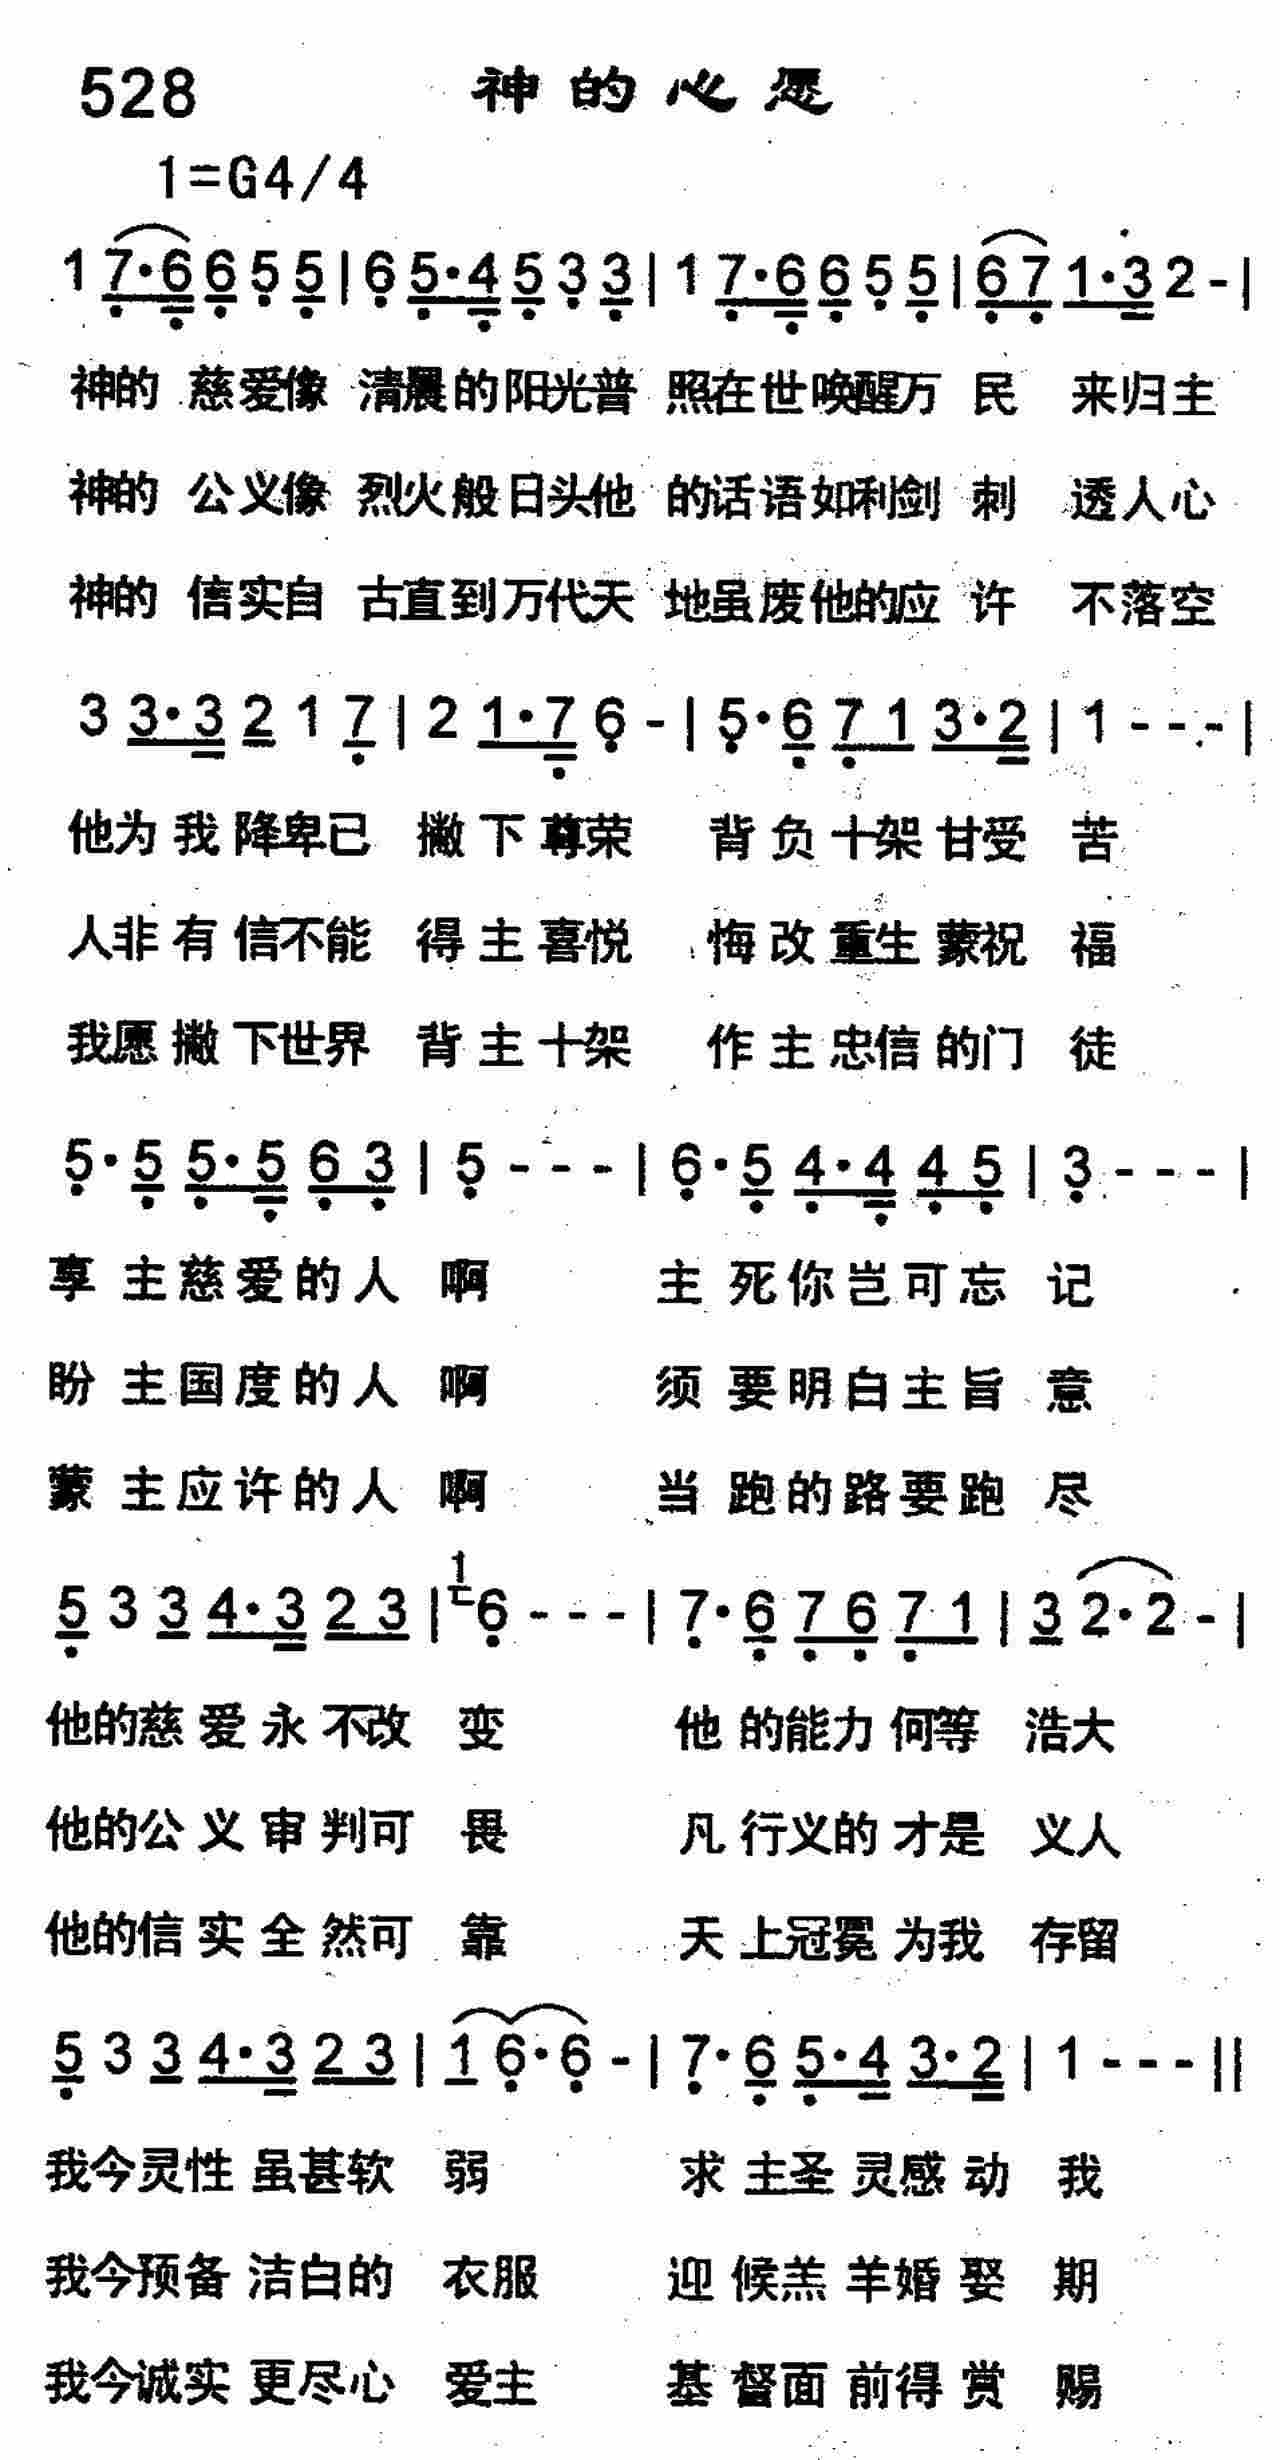 528 神的心愿
1=G4/4
1 7·6 6 5 5 | 6 5·4 5 3 3 | 1 7·6 6 5 5 | 6 7 1·3 2 - |
神的 慈爱像 清晨的阳光普 照在世唤醒万 民 来归主
神的 公义像 烈火般日头他 的话语如利剑 刺 透人心
神的 信实自 古直到万代天 地虽废他的应 许 不落空
3 3·3 2 1 7 | 2 1·7 6 - | 5·6 7 1 3·2 | 1 - - - |
他为我降卑己 撇下尊荣 背负十架甘受 苦
人非有信不能 得主喜悦 悔改重生蒙祝 福
我愿撇下世界 背主十架 作主忠信的门 徒
5·5 5·5 6 3 | 5 - - - | 6·5 4·4 4 5 | 3 - - - |
享主慈爱的人 啊 主死你岂可忘 记
盼主国度的人 啊 须要明白主旨 意
蒙主应许的人 啊 当跑的路要跑 尽
5 3 3 4·3 2 3 | 1 6 - - - | 7·6 7 6 7 1 | 3 2·2 - |
他的慈爱永不改 变 他的能力何等 浩大
他的公义审判可 畏 凡行义的才是 义人
他的信实全然可 靠 天上冠冕为我 存留
5 3 3 4·3 2 3 | 1 6·6 - | 7·6 5·4 3·2 | 1 - - - ||
我今灵性虽甚软 弱 求主圣灵感动 我
我今预备洁白的 衣服 迎候羔羊婚娶 期
我今诚实更尽心 爱主 基督面前得赏 赐